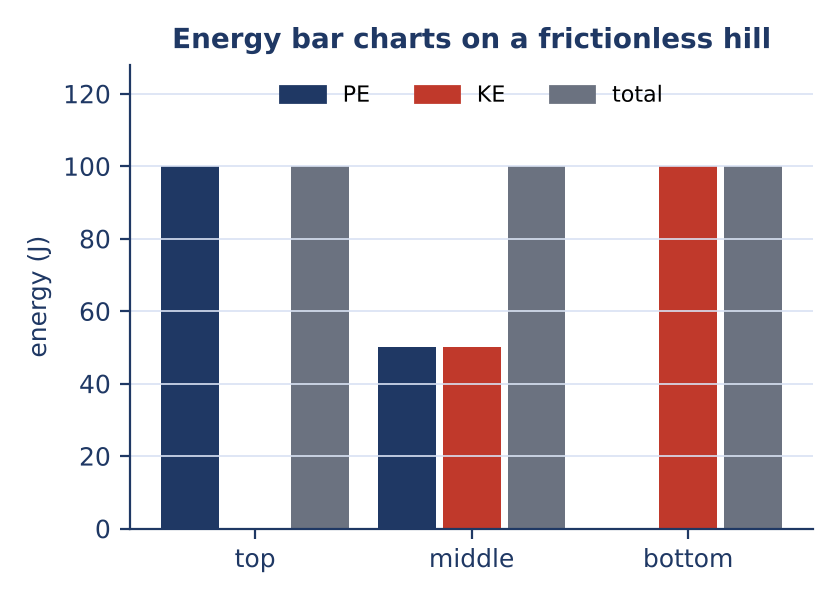 Energy bar charts on a frictionless hill
PE KE total
energy (J)
120
100
80
60
40
20
0
top middle bottom